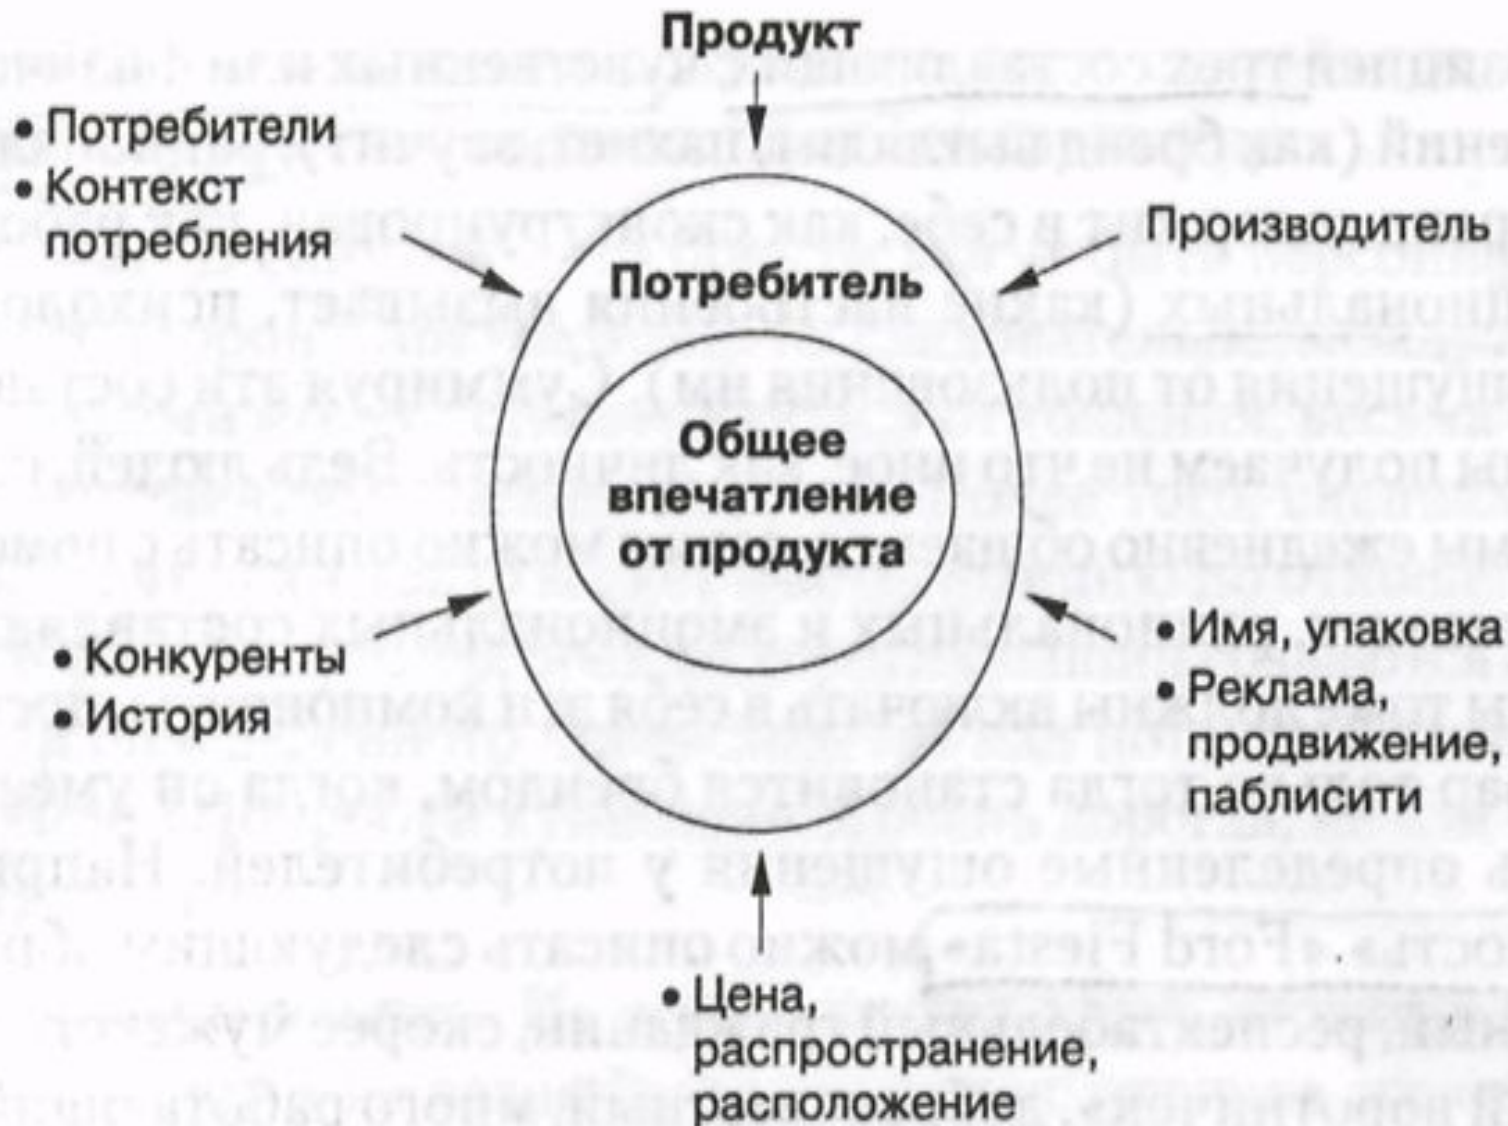 Продукт
• Потребители
• Контекст
потребления
Производитель
Потребитель
Общее
впечатление
от продукта
• Конкуренты
• История
• Имя, упаковка
• Реклама,
продвижение,
паблисити
• Цена,
распространение,
расположение